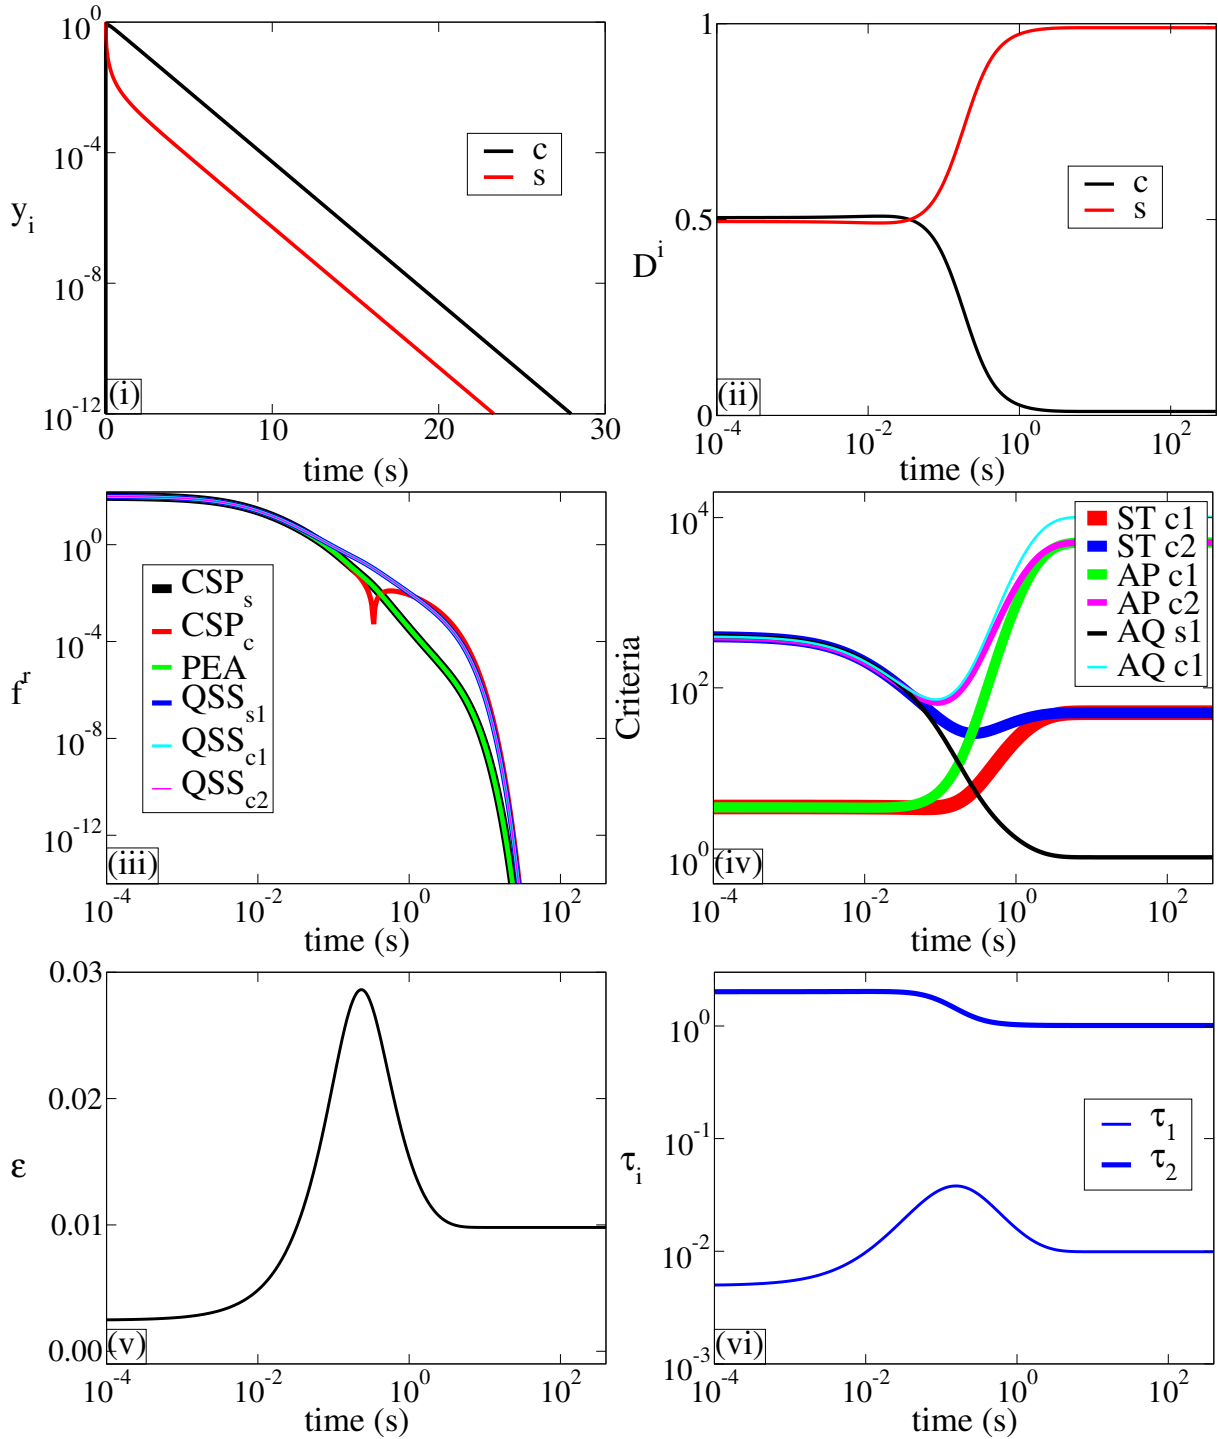 10^0
10^-4
y_i
10^-8
10^-12
c
s
(i)
0
10
20
30
time (s)
1
0.5
D^i
0
c
s
(ii)
10^-4
10^-2
10^0
10^2
time (s)
10^0
10^-4
f^r
10^-8
10^-12
CSP_s
CSP_c
PEA
QSS_s1
QSS_c1
QSS_c2
(iii)
10^-4
10^-2
10^0
10^2
time (s)
10^4
10^2
Criteria
10^0
ST c1
ST c2
AP c1
AP c2
AQ s1
AQ c1
(iv)
10^-4
10^-2
10^0
10^2
time (s)
0.03
0.02
ε
0.01
0.00
(v)
10^-4
10^-2
10^0
10^2
time (s)
10^0
10^-1
τ_i
10^-2
10^-3
τ_1
τ_2
(vi)
10^-4
10^-2
10^0
10^2
time (s)